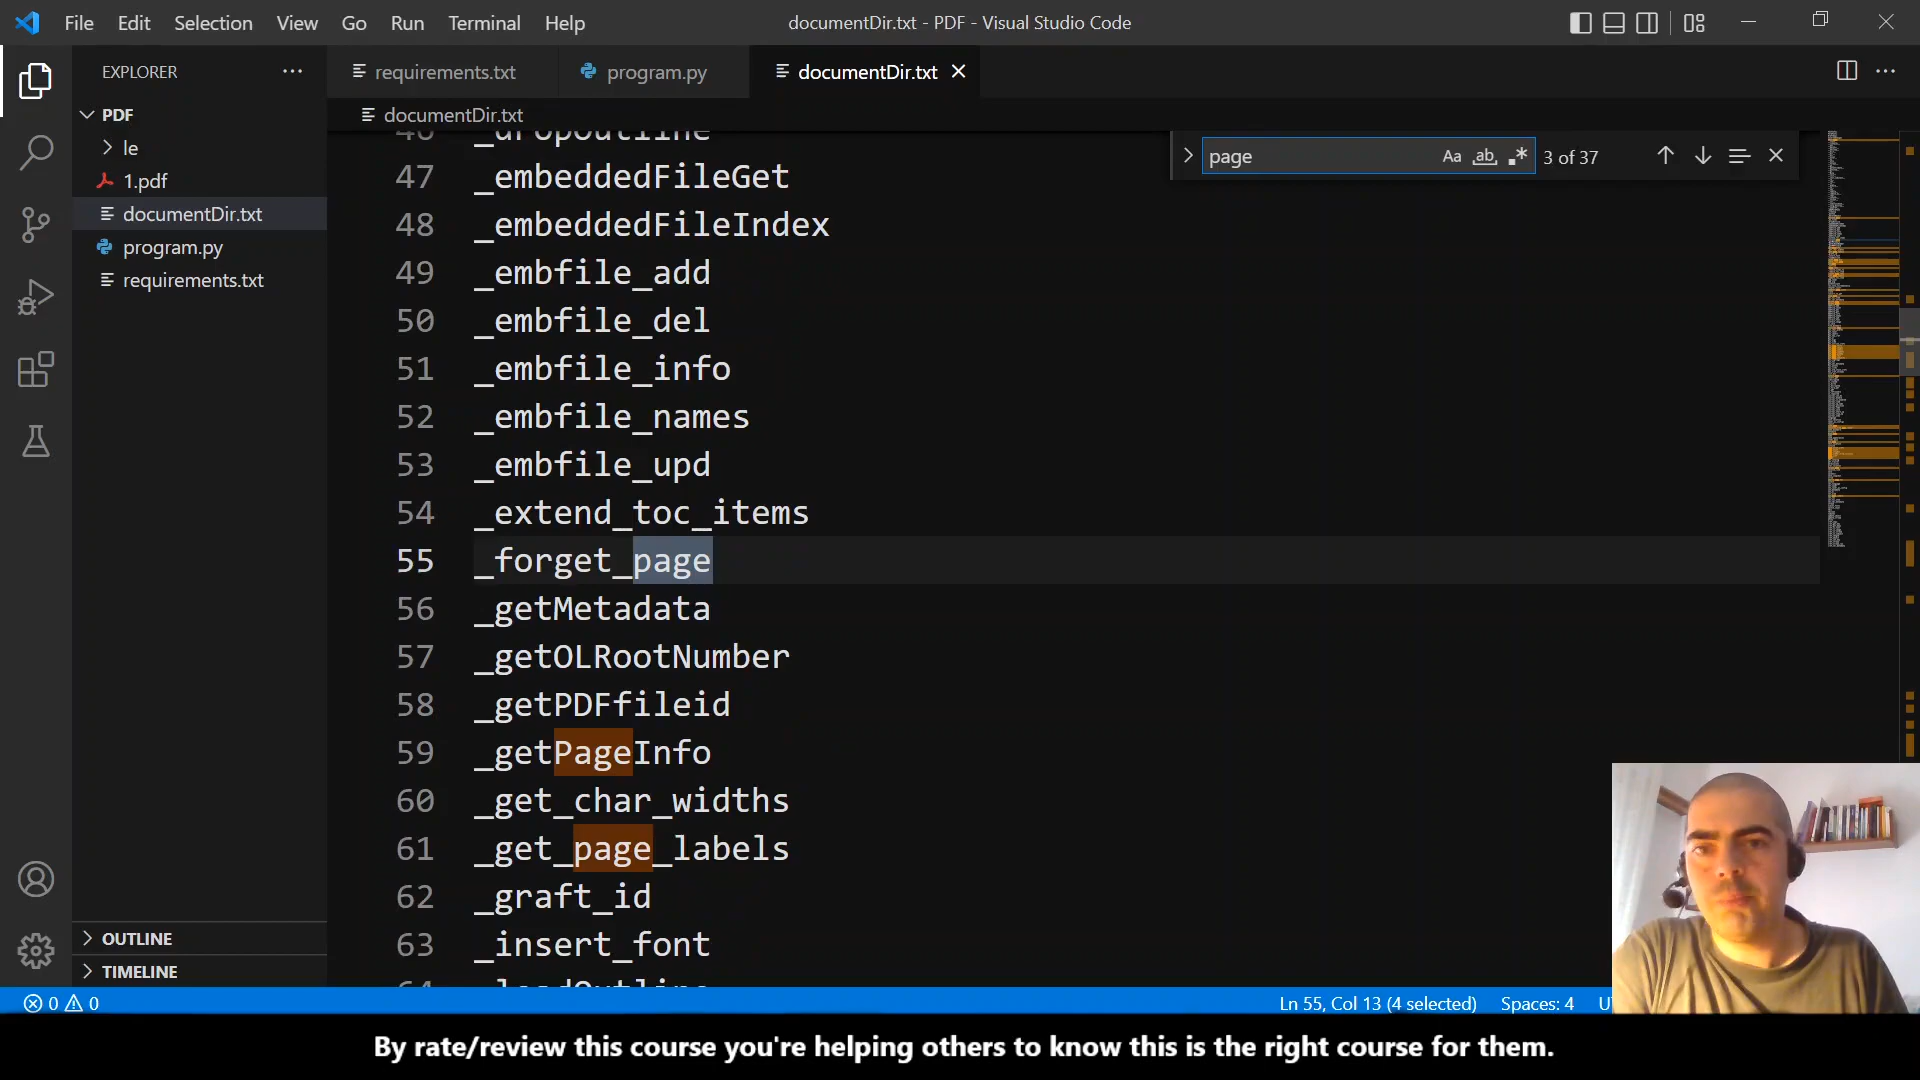 File Edit Selection View Go Run Terminal Help
documentDir.txt - PDF - Visual Studio Code
EXPLORER
PDF
le
1.pdf
documentDir.txt
program.py
requirements.txt
OUTLINE
TIMELINE
requirements.txt
program.py
documentDir.txt
documentDir.txt
page
Aa ab 3 of 37
46 _dropOutline
47 _embeddedFileGet
48 _embeddedFileIndex
49 _embfile_add
50 _embfile_del
51 _embfile_info
52 _embfile_names
53 _embfile_upd
54 _extend_toc_items
55 _forget_page
56 _getMetadata
57 _getOLRootNumber
58 _getPDFfileid
59 _getPageInfo
60 _get_char_widths
61 _get_page_labels
62 _graft_id
63 _insert_font
64 _loadOutline
0 0
Ln 55, Col 13 (4 selected) Spaces: 4
By rate/review this course you're helping others to know this is the right course for them.